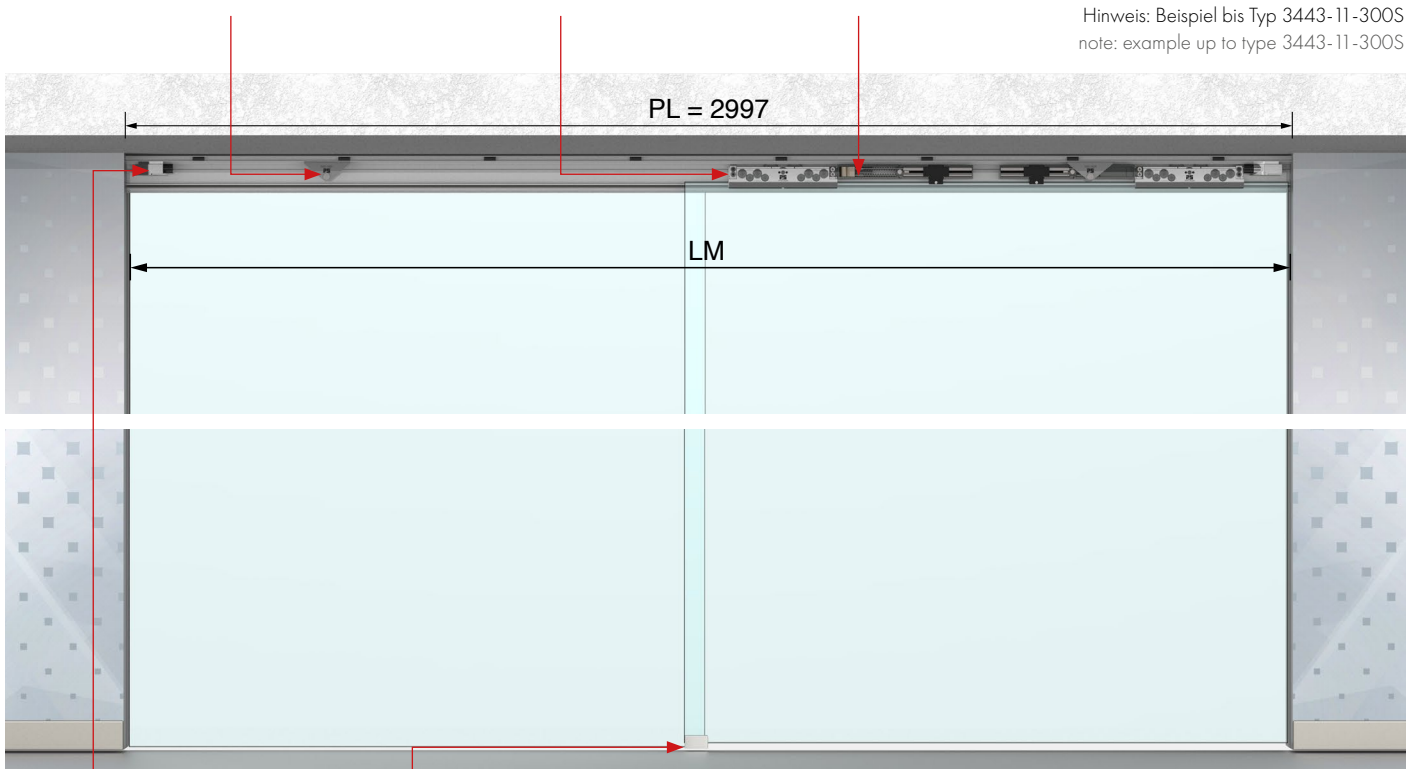 Hinweis: Beispiel bis Typ 3443-11-300S
note: example up to type 3443-11-300S
PL = 2997
LM